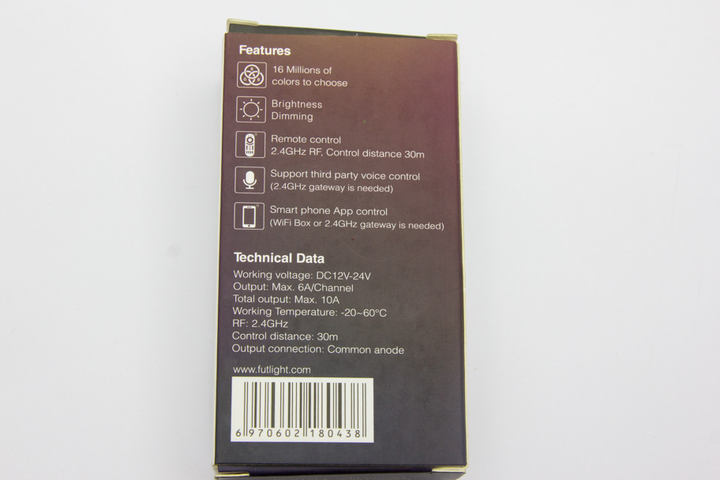 Features
16 Millions of
colors to choose
Brightness
Dimming
Remote control
2.4GHz RF, Control distance 30m
Support third party voice control
(2.4GHz gateway is needed)
Smart phone App control
(WiFi Box or 2.4GHz gateway is needed)
Technical Data
Working voltage: DC12V-24V
Output: Max. 6A/Channel
Total output: Max. 10A
Working Temperature: -20~60°C
RF: 2.4GHz
Control distance: 30m
Output connection: Common anode
www.futlight.com
6 970602 180438